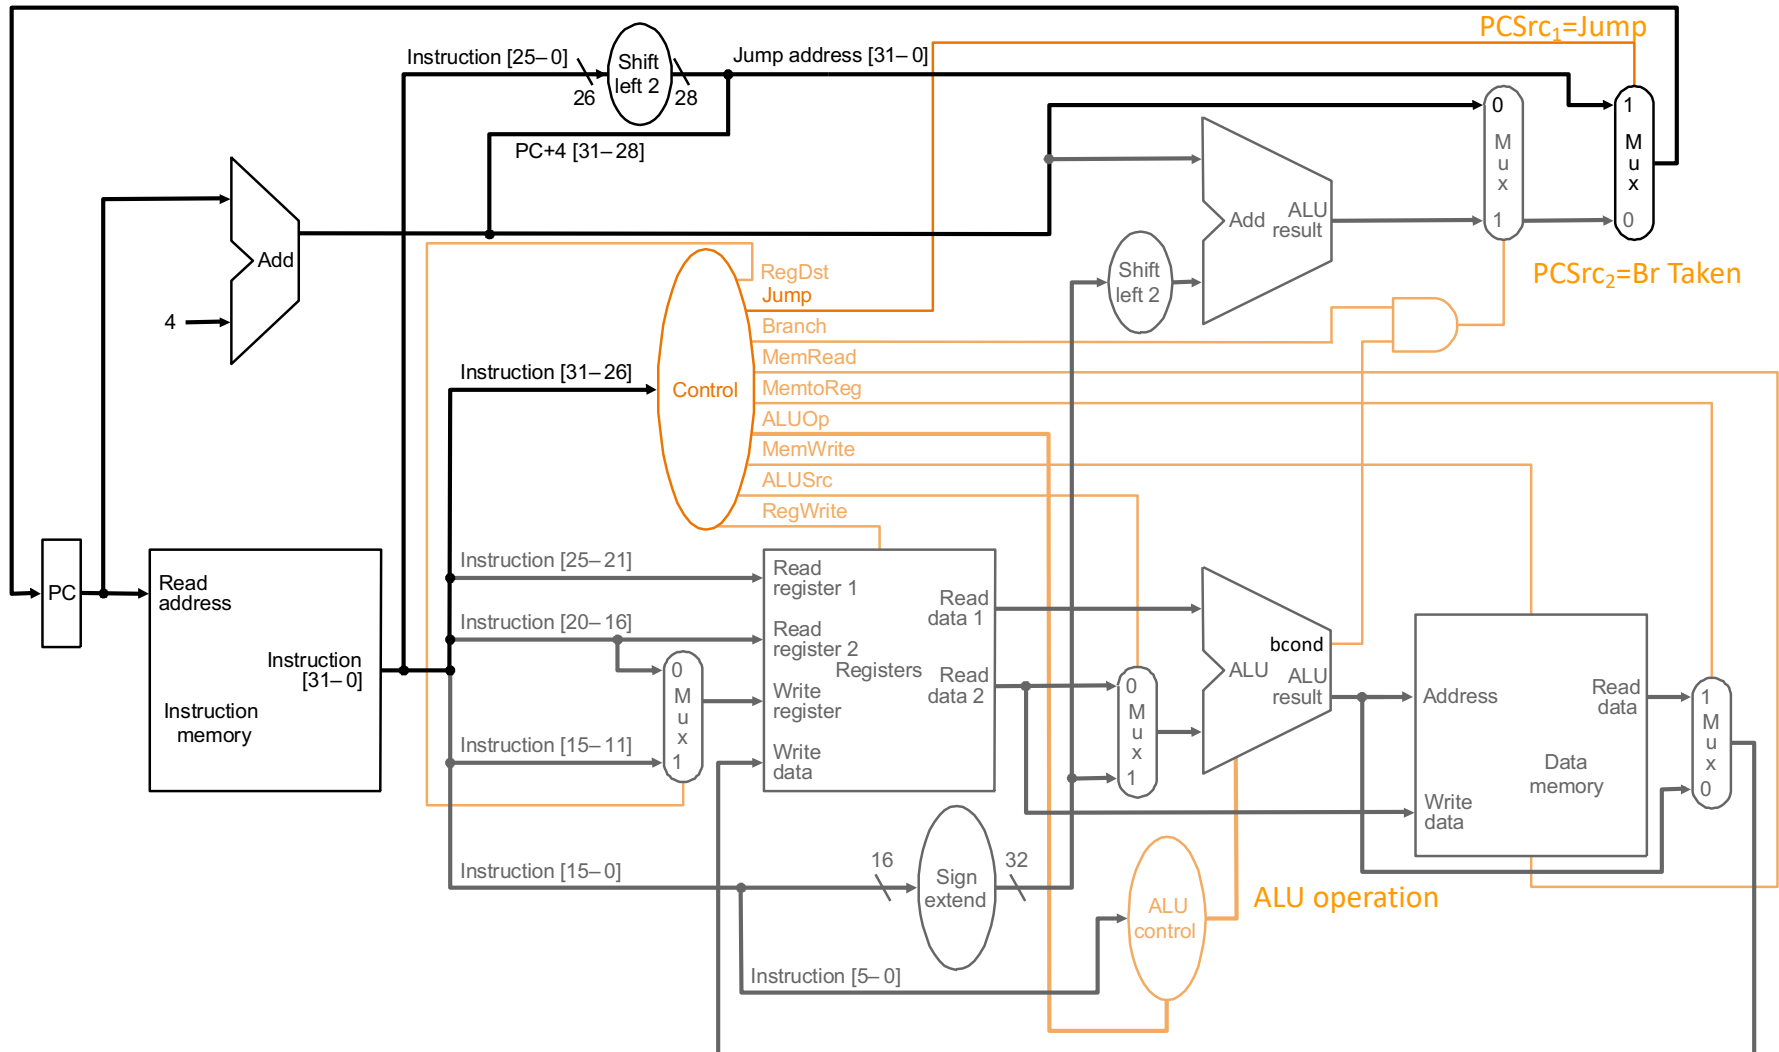 PCSrc1=Jump
Instruction [25–0]
Shift
left 2
Jump address [31–0]
26
28
0
1
M
u
x
M
u
x
PC+4 [31–28]
Add
ALU
result
1
0
Add
Shift
left 2
PCSrc2=Br Taken
4
RegDst
Jump
Branch
MemRead
MemtoReg
ALUOp
MemWrite
ALUSrc
RegWrite
Control
Instruction [31–26]
Instruction [25–21]
Instruction [20–16]
Instruction [15–11]
Instruction [15–0]
Instruction [5–0]
PC
Read
address
Instruction
[31–0]
Instruction
memory
0
M
u
x
1
Read
register 1
Read
register 2
Write
register
Write
data
Registers
Read
data 1
Read
data 2
0
M
u
x
1
bcond
ALU
ALU
result
Address
Write
data
Read
data
Data
memory
1
M
u
x
0
16
Sign
extend
32
ALU
control
ALU operation